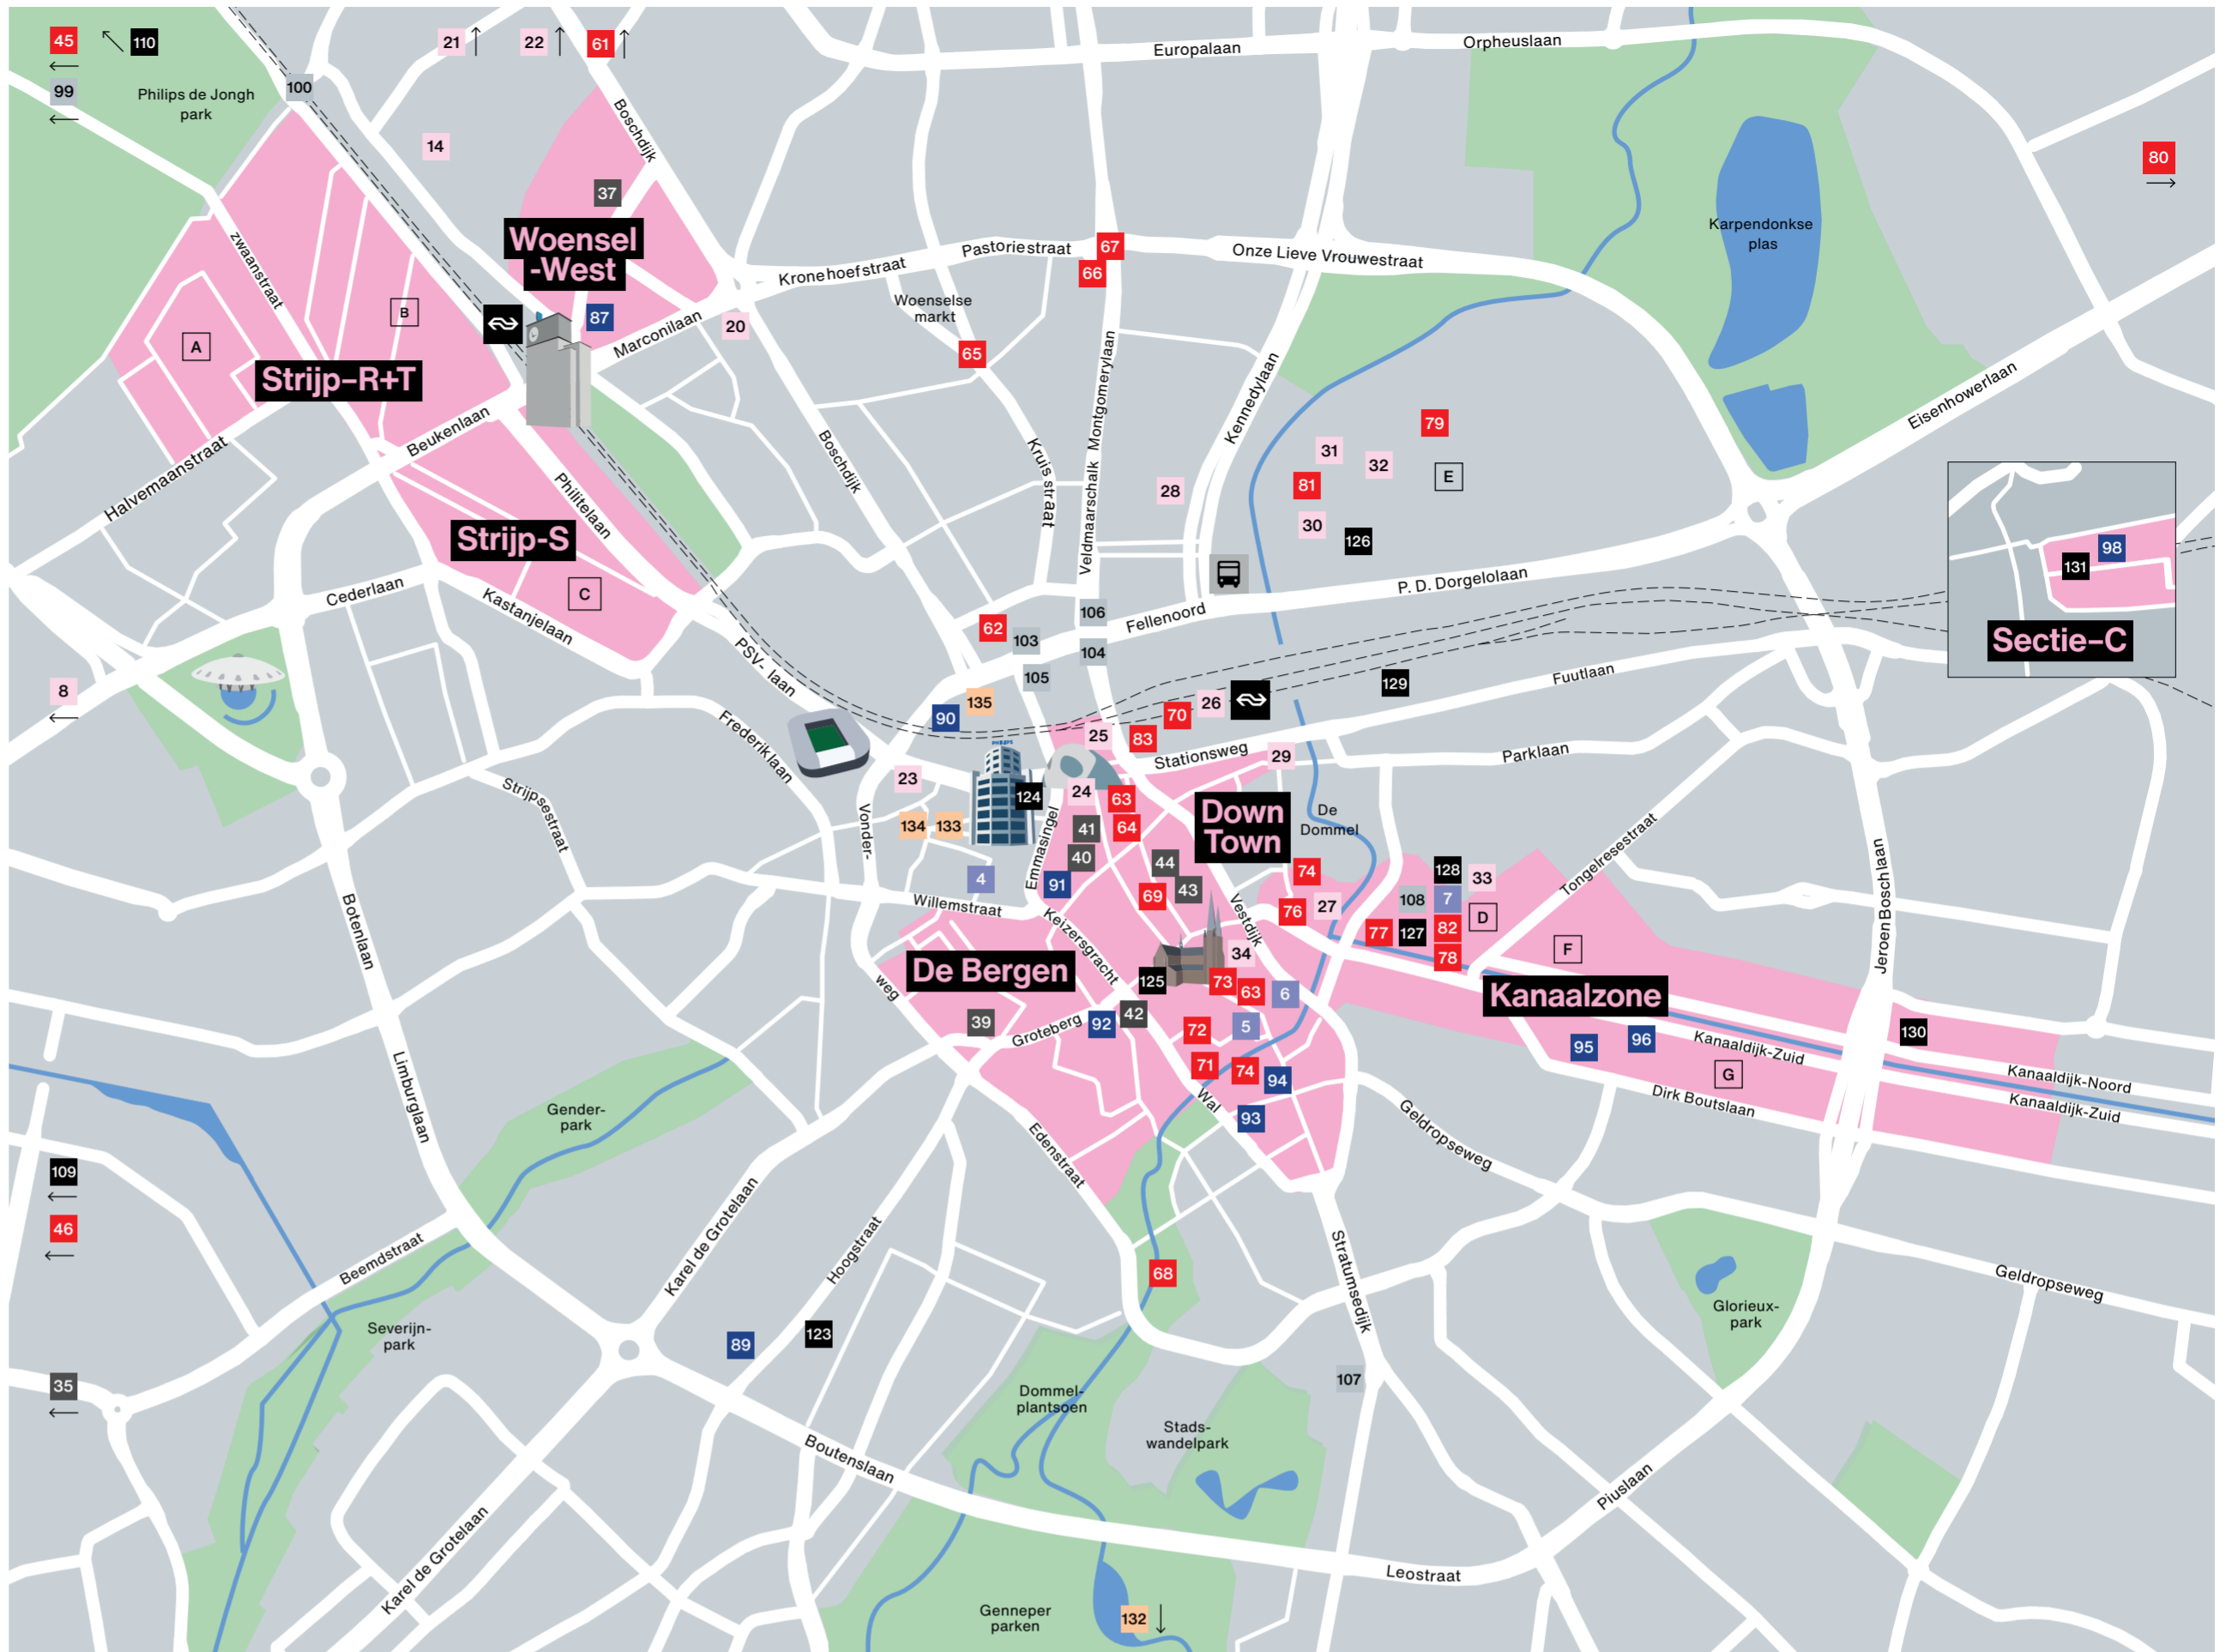 45
110
21
22
61
99
100
Philips de Jongh
park
Europalaan
Orpheuslaan
Boschdijk
14
80
37
zwaanstraat
Woensel
-West
Karpendonkse
plas
67
66
Pastoriestraat
Onze Lieve Vrouwestraat
Kronehoefstraat
Woenselse
markt
B
87
20
Marconilaan
A
65
Strijp-R+T
Beukenlaan
Halvemaanstraat
Boschdijk
Kruisstraat
Veldmaarschalk Montgomerylaan
Kennedylaan
Eisenhowerlaan
79
31
32
E
81
28
30
126
Philitelaan
Strijp-S
C
Cederlaan
Kastanjelaan
P. D. Dorgelolaan
Fellenoord
98
131
Sectie-C
106
62
103
104
105
PSV-laan
8
135
90
70
26
129
Fuutlaan
25
83
Stationsweg
29
Parklaan
Frederiklaan
PHILIPS
23
124
24
63
Strijpsestraat
Vonder-
134
133
41
64
Down
Town
De
Dommel
Emmasingel
40
44
4
91
43
69
74
128
33
108
7
D
Tongelresestraat
Jeroen Boschlaan
Willemstraat
Keizersgracht
Vestdijk
76
27
77
127
82
78
F
Botenlaan
De Bergen
weg
34
125
73
63
6
Kanaalzone
39
Groteberg
92
42
72
5
95
96
130
Kanaaldijk-Zuid
G
Kanaaldijk-Noord
Kanaaldijk-Zuid
Dirk Boutslaan
71
74
94
Wal
93
Limburglaan
Gender-
park
Edenstraat
Geldropseweg
109
46
Beemdstraat
Karel de Grotelaan
Hoogstraat
68
Stratumsedijk
Geldropseweg
Glorieux-
park
Severijn-
park
89
123
35
107
Dommel-
plantsoen
Stads-
wandelpark
Boutenslaan
Piuslaan
Karel de Grotelaan
Leostraat
Genneper
parken
132